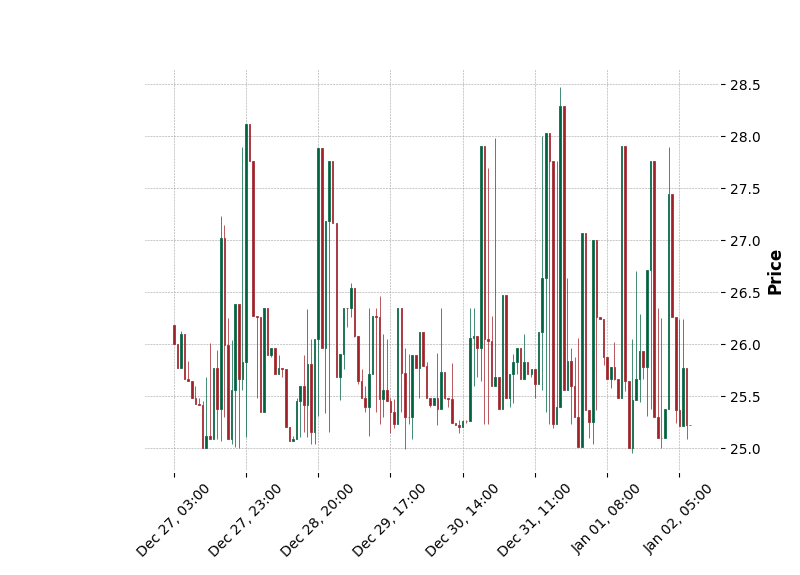 28.5
28.0
27.5
27.0
26.5
26.0
25.5
25.0
Price
Dec 27, 03:00
Dec 27, 23:00
Dec 28, 20:00
Dec 29, 17:00
Dec 30, 14:00
Dec 31, 11:00
Jan 01, 08:00
Jan 02, 05:00